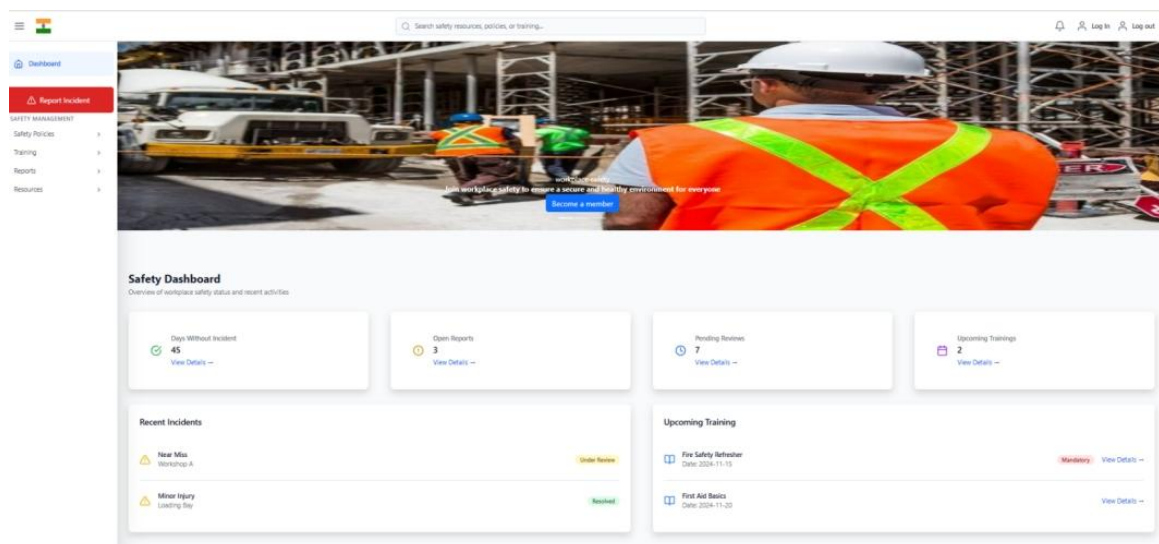 Search safety resources, policies, or training...
Log In
Log out
Dashboard
Report Incident
SAFETY MANAGEMENT
Safety Policies
Training
Reports
Resources
workplace safety
Join workplace safety to ensure a secure and healthy environment for everyone
Become a member
Safety Dashboard
Overview of workplace safety status and recent activities
Days Without Incident
45
View Details →
Open Reports
3
View Details →
Pending Reviews
7
View Details →
Upcoming Trainings
2
View Details →
Recent Incidents
Near Miss
Workshop A
Under Review
Minor Injury
Loading Bay
Resolved
Upcoming Training
Fire Safety Refresher
Date: 2024-11-15
Mandatory
View Details →
First Aid Basics
Date: 2024-11-20
View Details →